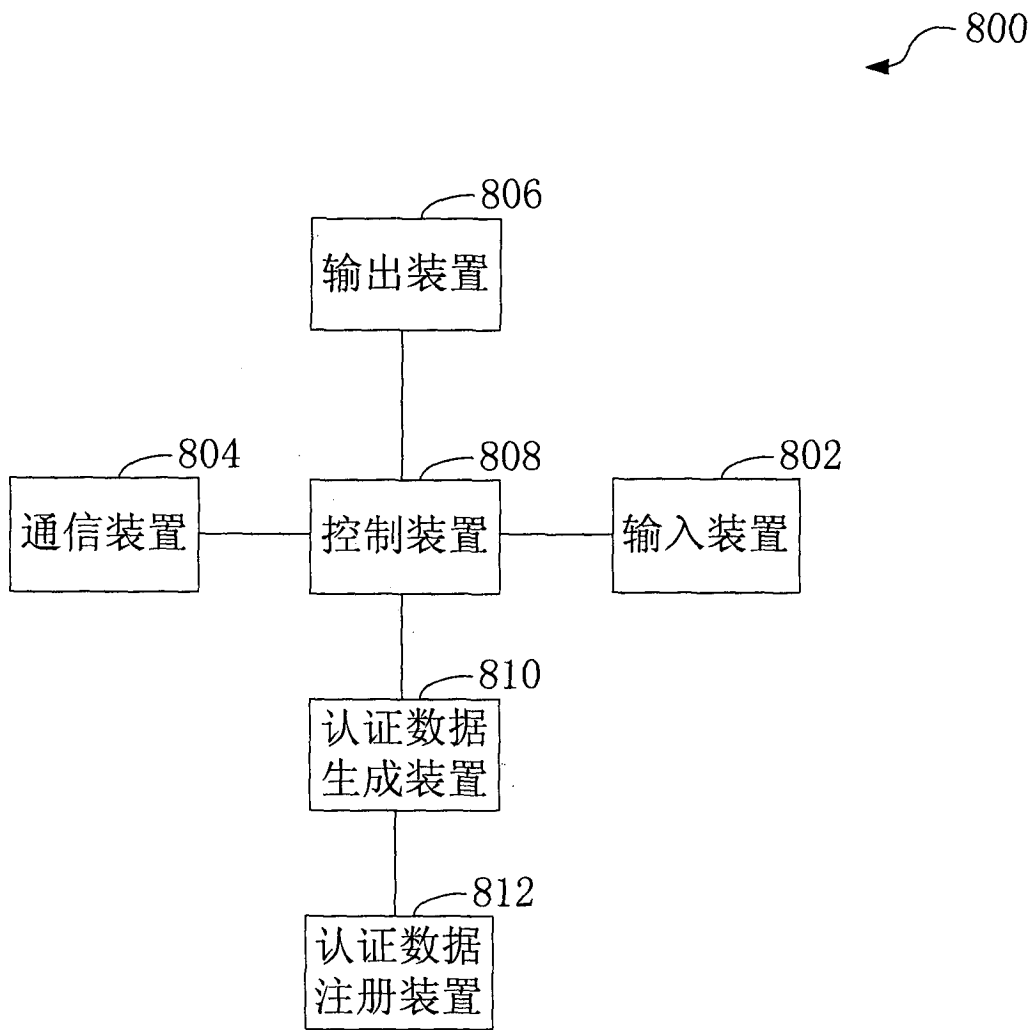 800
806
输出装置
804
808
802
通信装置
控制装置
输入装置
810
认证数据
生成装置
812
认证数据
注册装置